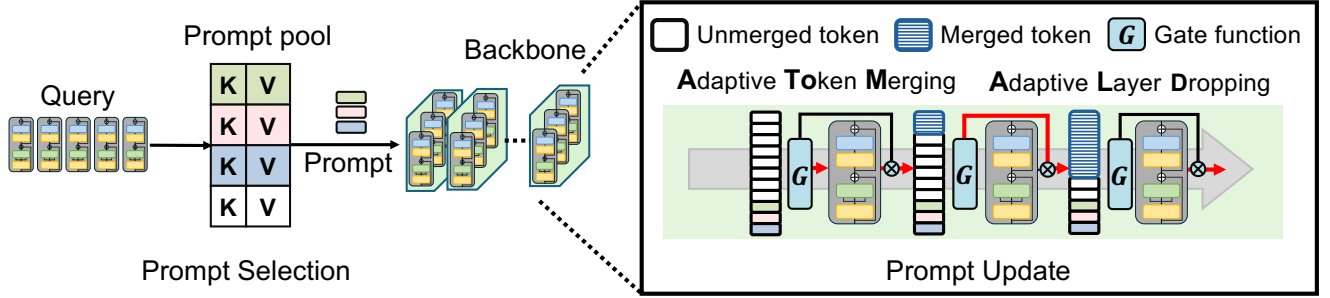 Query
Prompt pool
K V
K V
K V
K V
Prompt
Backbone
Prompt Selection
Unmerged token
Merged token
G Gate function
Adaptive Token Merging
Adaptive Layer Dropping
G
G
G
Prompt Update